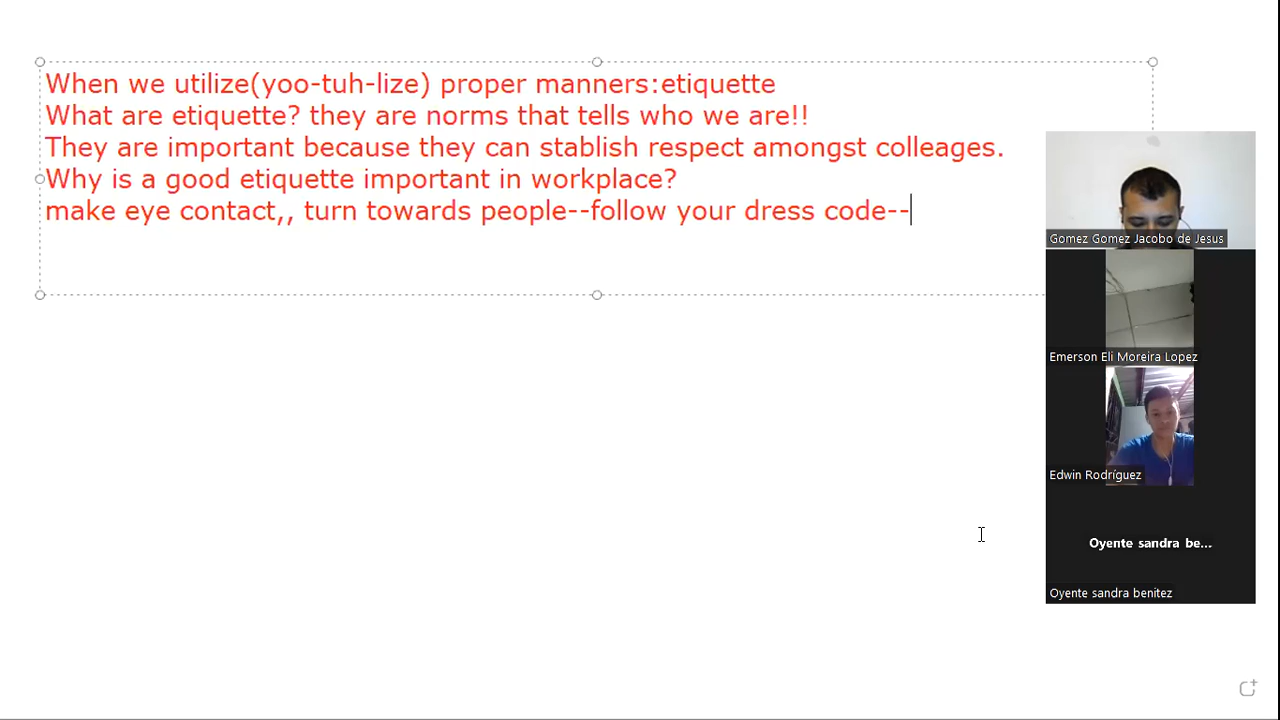 When we utilize(yoo-tuh-lize) proper manners:etiquette
What are etiquette? they are norms that tells who we are!!
They are important because they can stablish respect amongst colleages.
Why is a good etiquette important in workplace?
make eye contact,, turn towards people--follow your dress code--
Gomez Gomez Jacobo de Jesus
Emerson Eli Moreira Lopez
Edwin Rodríguez
Oyente sandra be...
Oyente sandra benitez